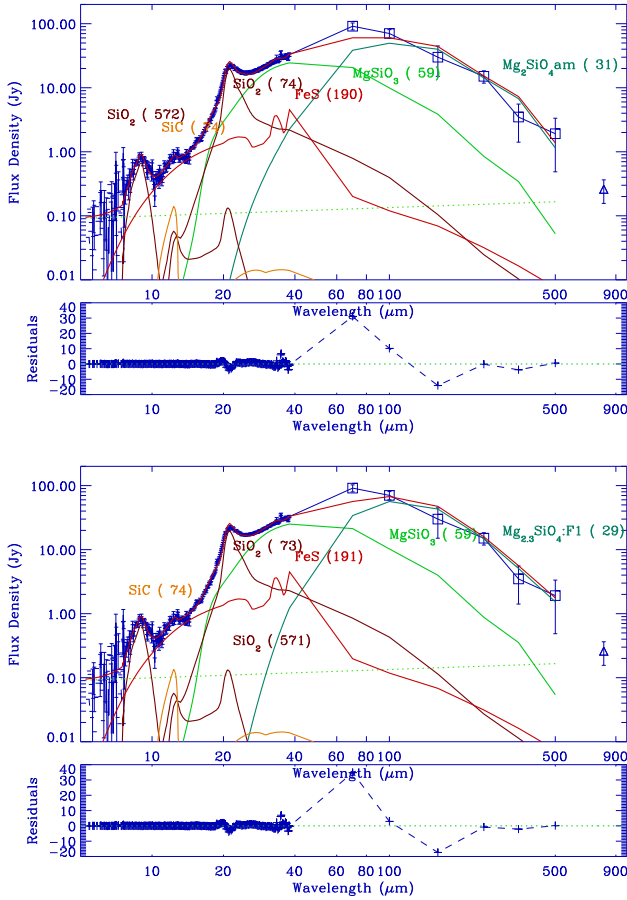 100.00
10.00
1.00
0.10
0.01
Flux Density (Jy)
SiO2 ( 572)
SiC ( 74)
SiO2 ( 74)
FeS (190)
MgSiO3 ( 59)
Mg2SiO4am ( 31)
10 20 40 60 80 100 500 900
Wavelength (μm)
40
30
20
10
0
−10
−20
Residuals
10 20 40 60 80 100 500 900
Wavelength (μm)
100.00
10.00
1.00
0.10
0.01
Flux Density (Jy)
SiC ( 74)
SiO2 ( 73)
FeS (191)
SiO2 ( 571)
MgSiO3 ( 59)
Mg2.3SiO4:F1 ( 29)
10 20 40 60 80 100 500 900
Wavelength (μm)
40
30
20
10
0
−10
−20
Residuals
10 20 40 60 80 100 500 900
Wavelength (μm)